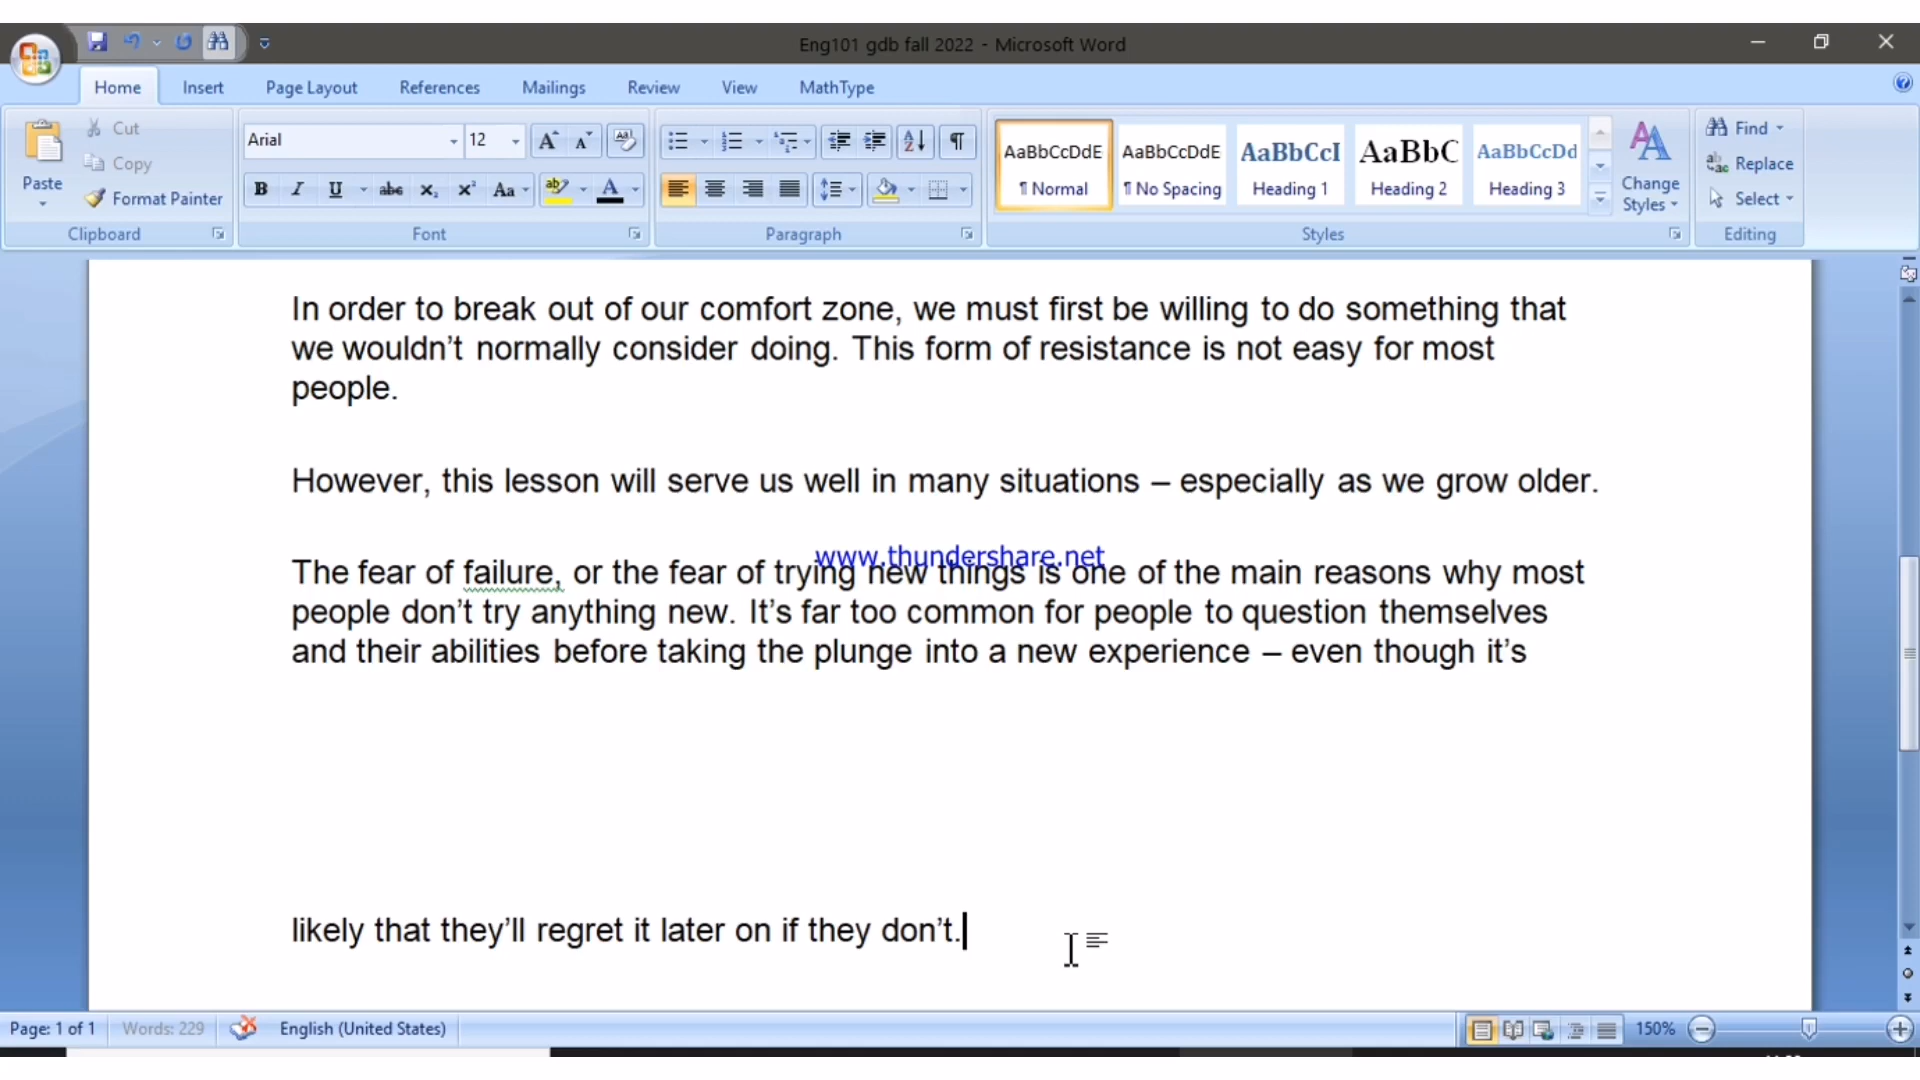 Eng101 gdb fall 2022 - Microsoft Word
Home Insert Page Layout References Mailings Review View MathType
Paste
Cut
Copy
Format Painter
Clipboard
Arial 12
Font
Paragraph
AaBbCcDdE AaBbCcDdE AaBbCcI AaBbC AaBbCcDd
¶ Normal ¶ No Spacing Heading 1 Heading 2 Heading 3
Change
Styles
Styles
Find
Replace
Select
Editing
In order to break out of our comfort zone, we must first be willing to do something that
we wouldn’t normally consider doing. This form of resistance is not easy for most
people.
However, this lesson will serve us well in many situations – especially as we grow older.
www.thundershare.net
The fear of failure, or the fear of trying new things is one of the main reasons why most
people don’t try anything new. It’s far too common for people to question themselves
and their abilities before taking the plunge into a new experience – even though it’s
likely that they’ll regret it later on if they don’t.
Page: 1 of 1 Words: 229 English (United States) 150%